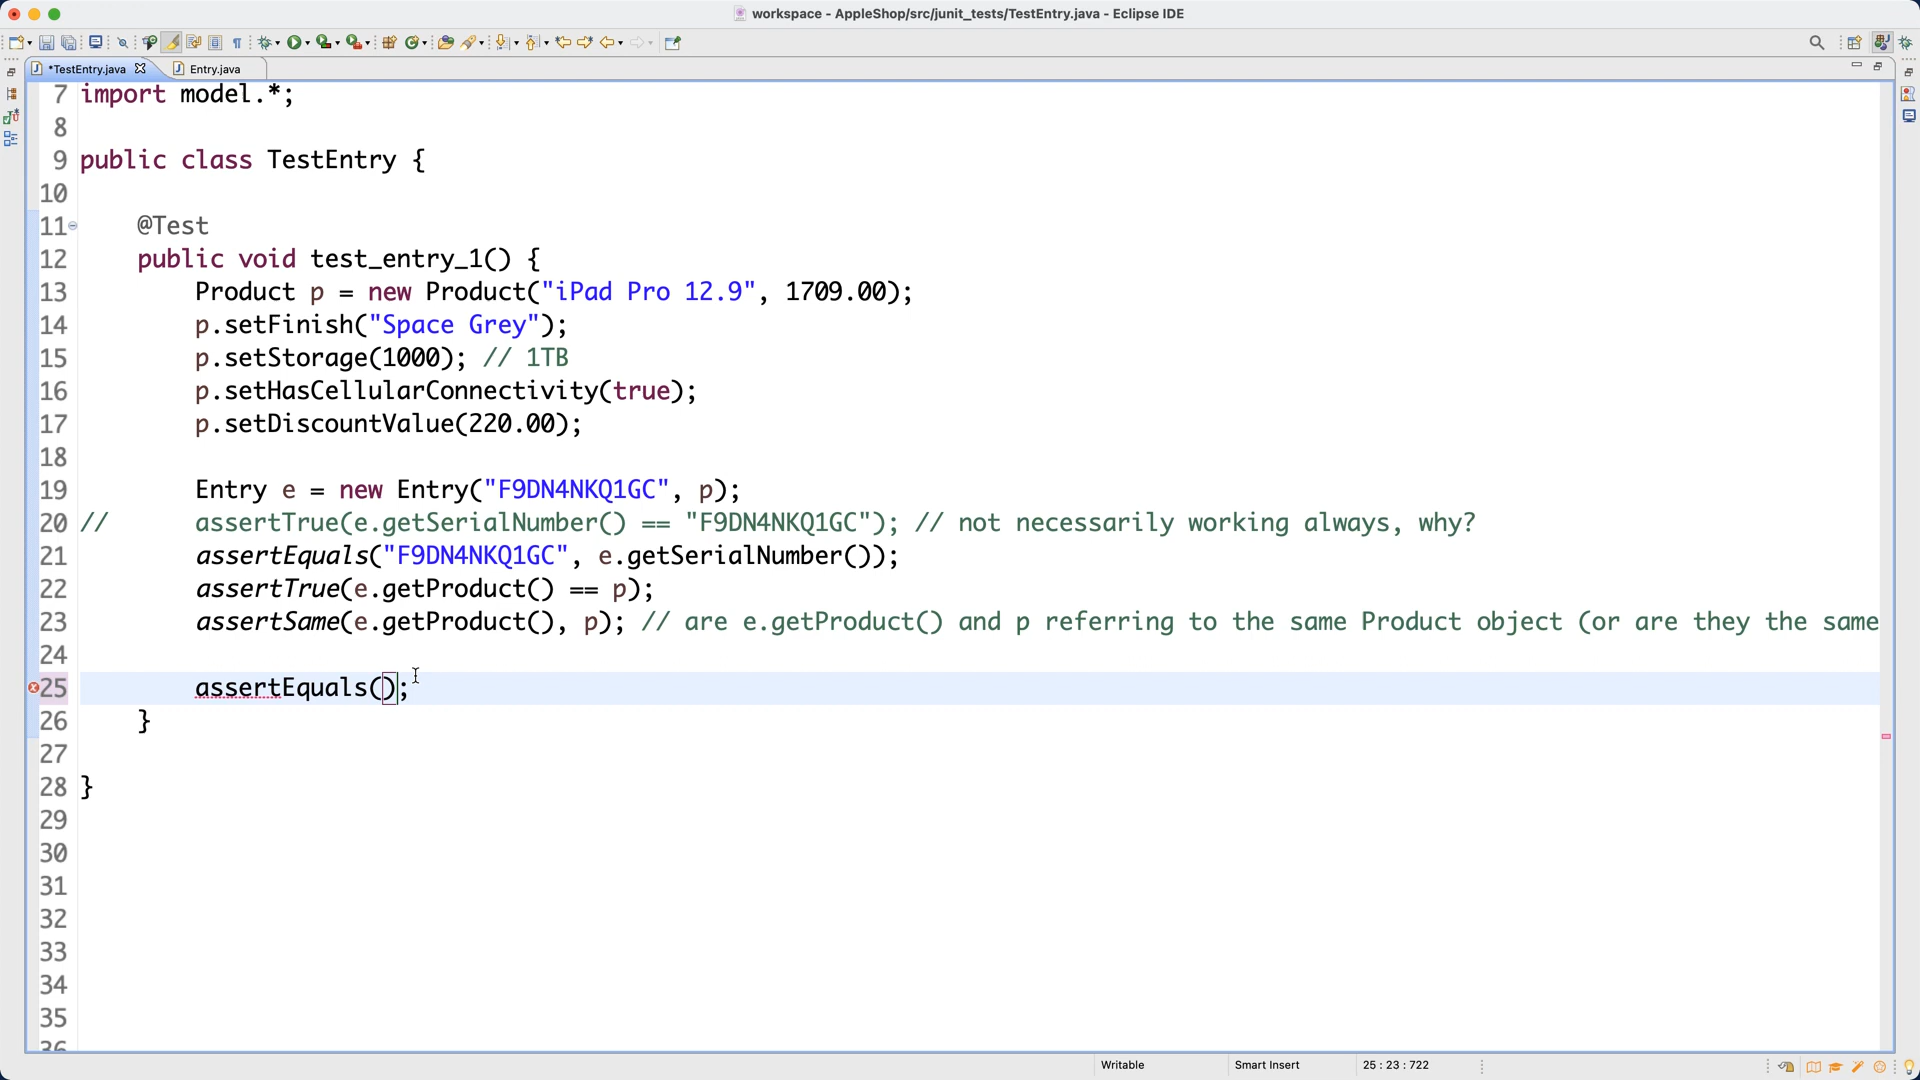 workspace - AppleShop/src/junit_tests/TestEntry.java - Eclipse IDE
*TestEntry.java
Entry.java
7 import model.*;
8
9 public class TestEntry {
10
11 @Test
12 public void test_entry_1() {
13 Product p = new Product("iPad Pro 12.9", 1709.00);
14 p.setFinish("Space Grey");
15 p.setStorage(1000); // 1TB
16 p.setHasCellularConnectivity(true);
17 p.setDiscountValue(220.00);
18
19 Entry e = new Entry("F9DN4NKQ1GC", p);
20 // assertTrue(e.getSerialNumber() == "F9DN4NKQ1GC"); // not necessarily working always, why?
21 assertEquals("F9DN4NKQ1GC", e.getSerialNumber());
22 assertTrue(e.getProduct() == p);
23 assertSame(e.getProduct(), p); // are e.getProduct() and p referring to the same Product object (or are they the same
24
25 assertEquals();
26 }
27
28 }
29
30
31
32
33
34
35
36
Writable
Smart Insert
25 : 23 : 722